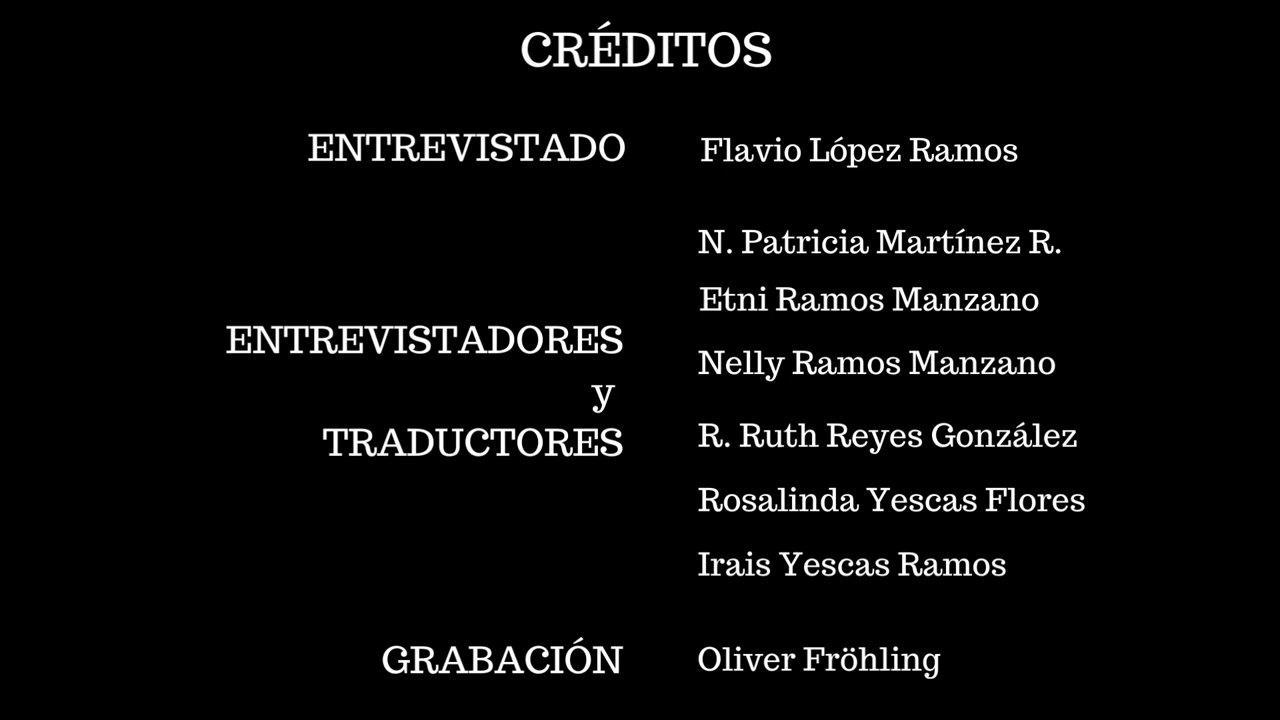 CRÉDITOS
ENTREVISTADO
Flavio López Ramos
ENTREVISTADORES
y
TRADUCTORES
N. Patricia Martínez R.
Etni Ramos Manzano
Nelly Ramos Manzano
R. Ruth Reyes González
Rosalinda Yescas Flores
Irais Yescas Ramos
GRABACIÓN
Oliver Fröhling